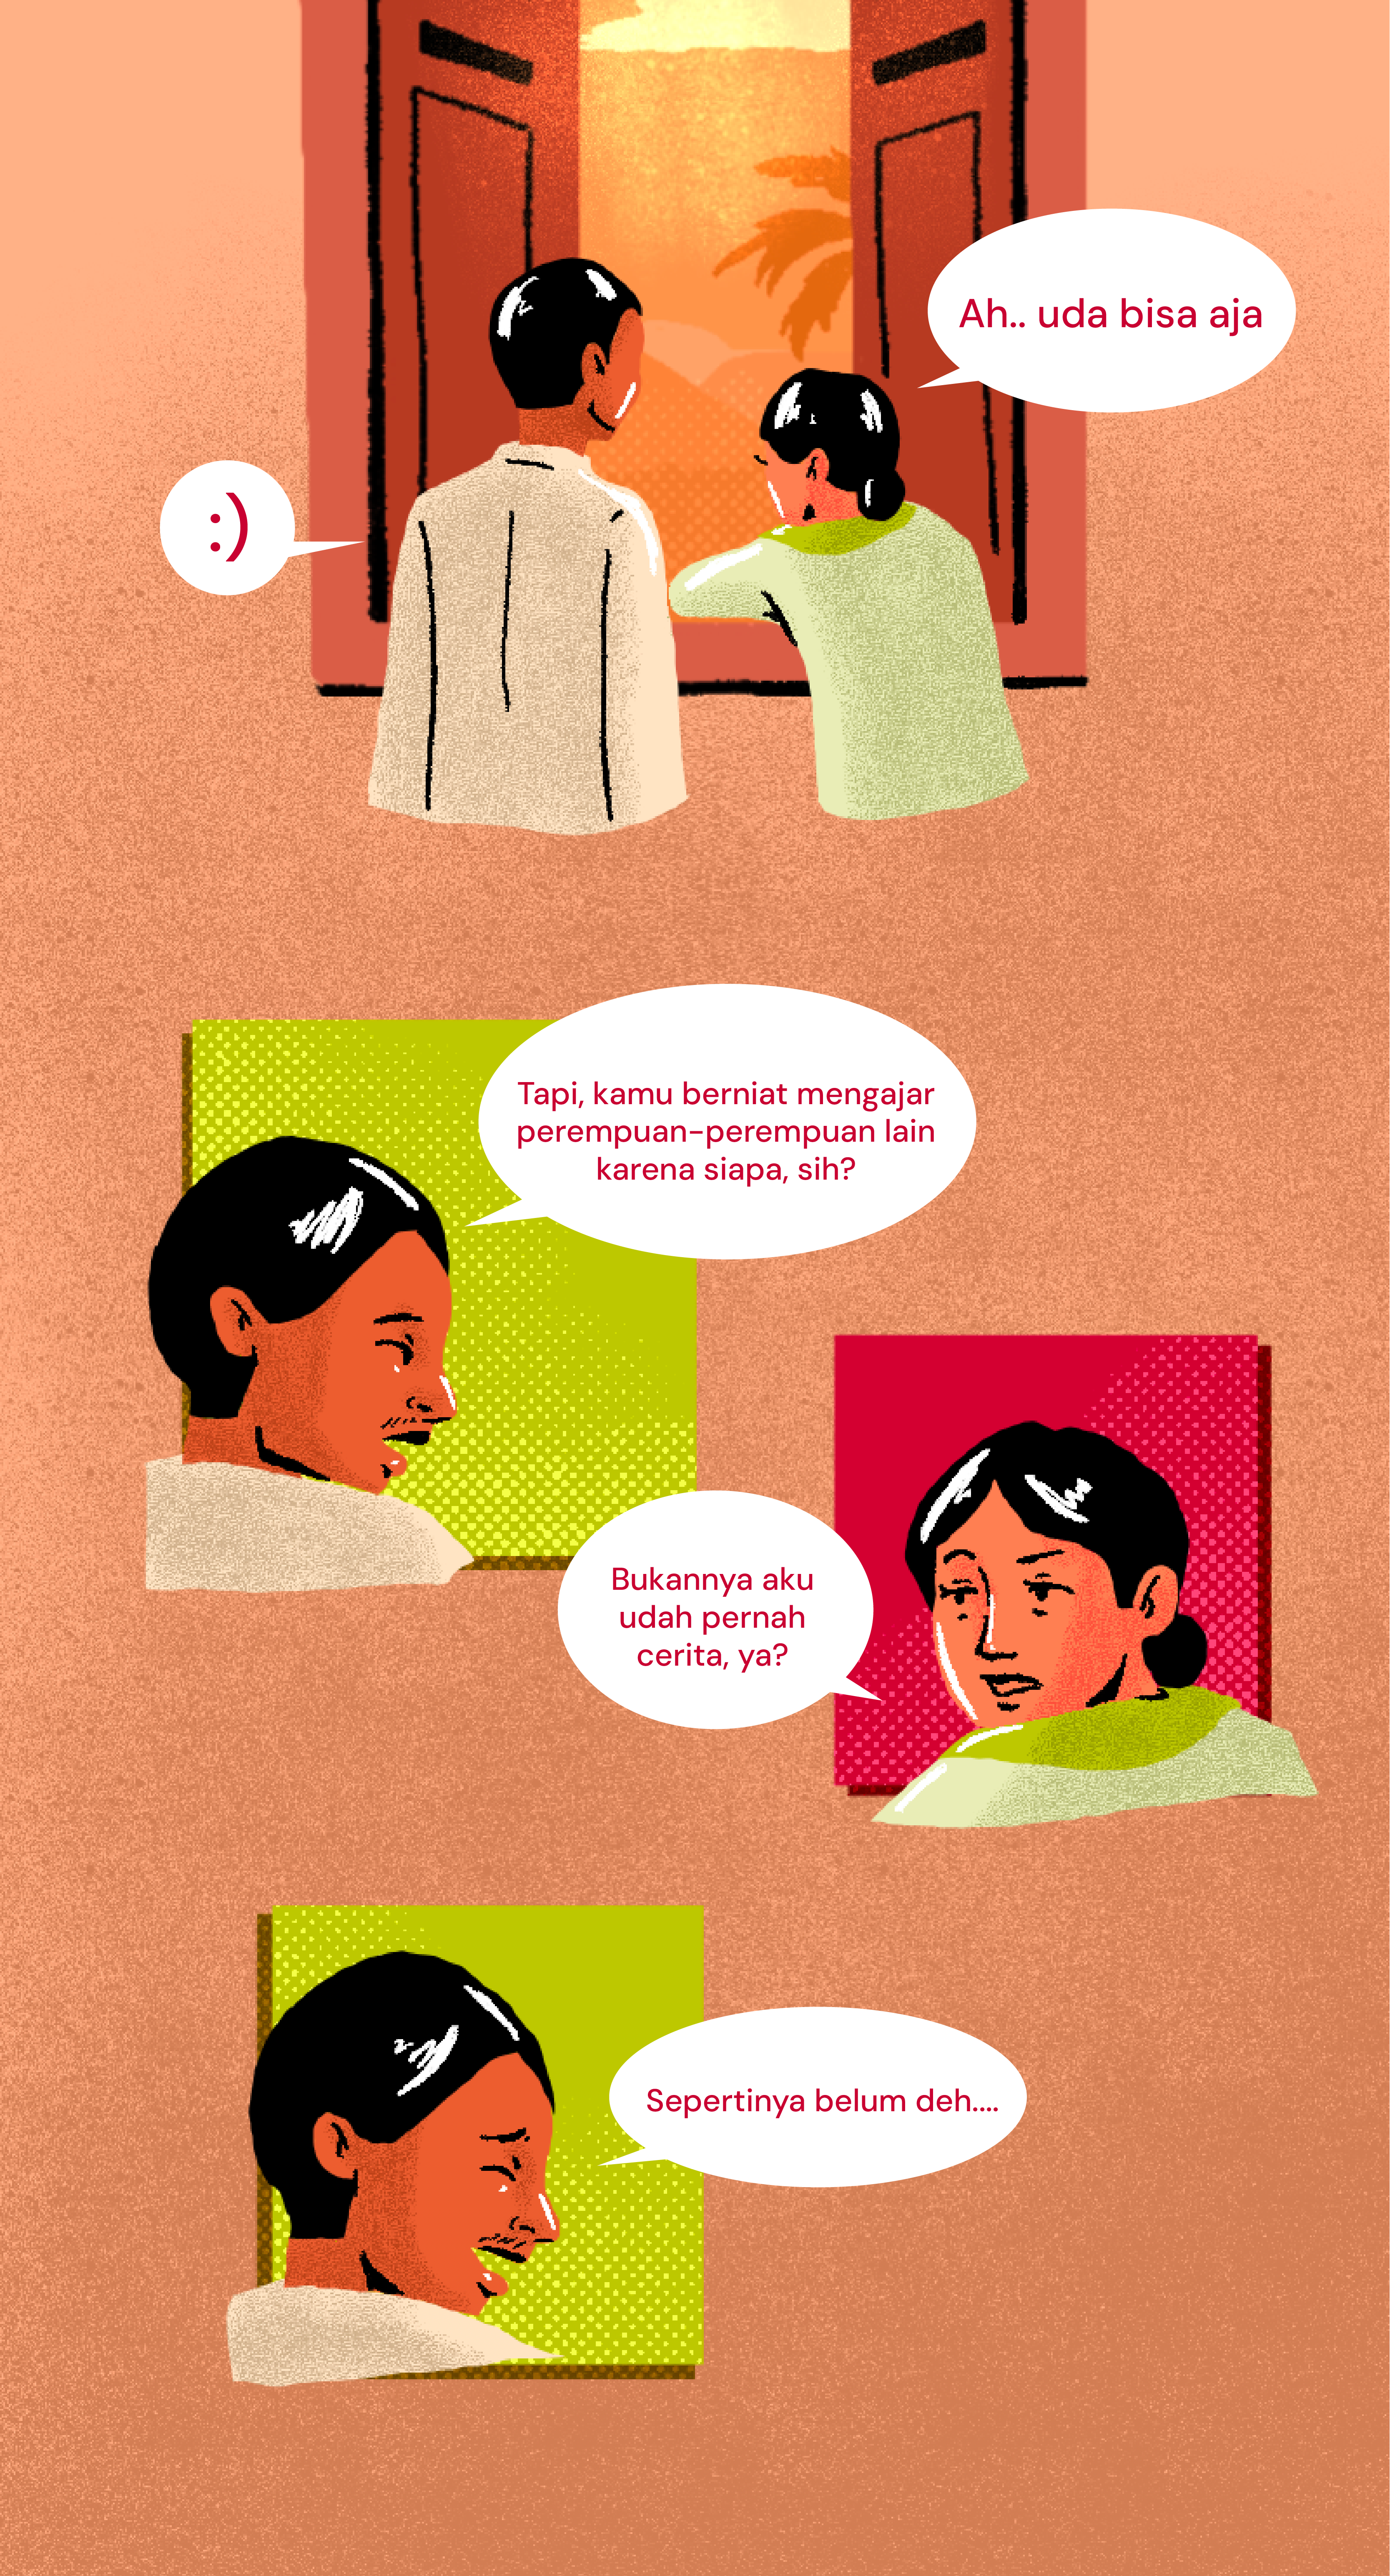 Ah.. uda bisa aja
:)
Tapi, kamu berniat mengajar
perempuan-perempuan lain
karena siapa, sih?
Bukannya aku
udah pernah
cerita, ya?
Sepertinya belum deh....